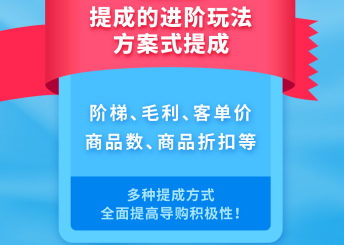 提成的进阶玩法
方案式提成
阶梯、毛利、客单价
商品数、商品折扣等
多种提成方式
全面提高导购积极性！